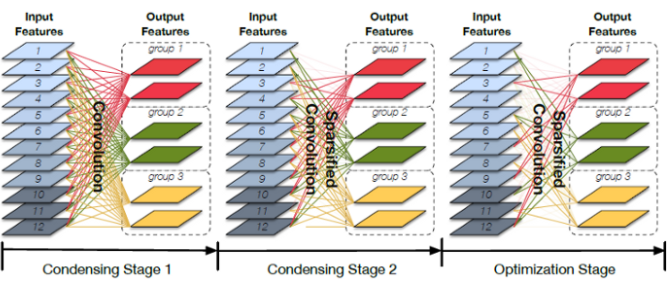 Input
Features
Output
Features
1
2
3
4
5
6
7
8
9
10
11
12
Convolution
group 1
group 2
group 3
Input
Features
Output
Features
1
2
3
4
5
6
7
8
9
10
11
12
Sparsified
Convolution
group 1
group 2
group 3
Input
Features
Output
Features
1
2
3
4
5
6
7
8
9
10
11
12
Sparsified
Convolution
group 1
group 2
group 3
Condensing Stage 1
Condensing Stage 2
Optimization Stage